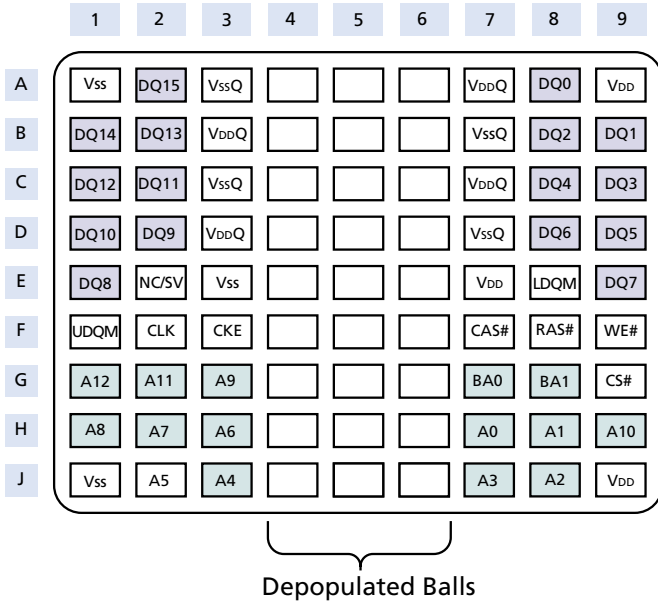 1 2 3 4 5 6 7 8 9
A Vss DQ15 VssQ VDDQ DQ0 VDD
B DQ14 DQ13 VDDQ VssQ DQ2 DQ1
C DQ12 DQ11 VssQ VDDQ DQ4 DQ3
D DQ10 DQ9 VDDQ VssQ DQ6 DQ5
E DQ8 NC/SV Vss VDD LDQM DQ7
F UDQM CLK CKE CAS# RAS# WE#
G A12 A11 A9 BA0 BA1 CS#
H A8 A7 A6 A0 A1 A10
J Vss A5 A4 A3 A2 VDD
Depopulated Balls